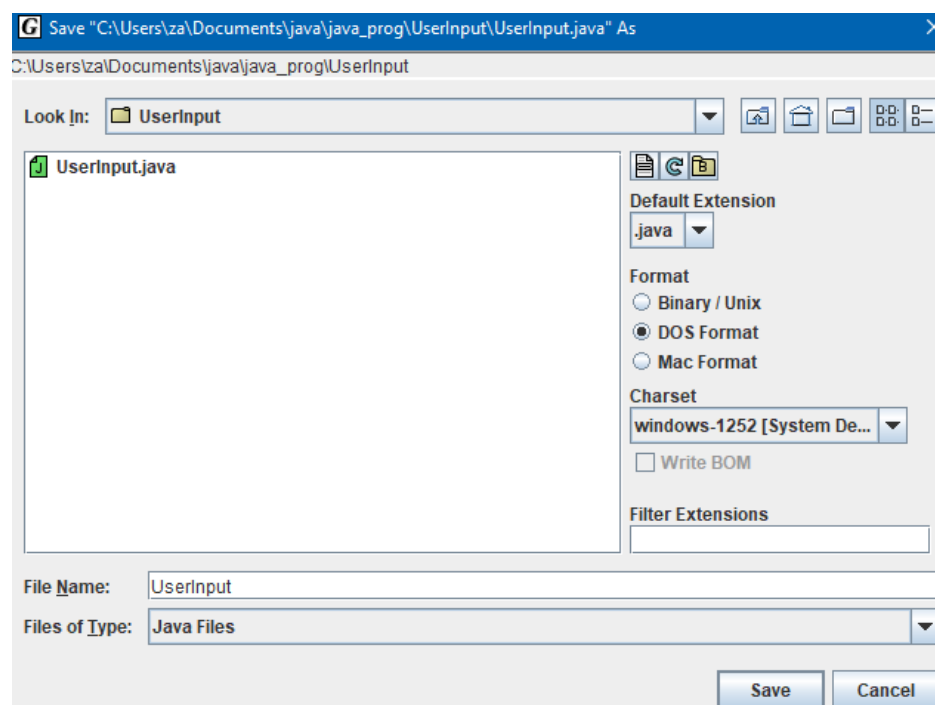 G Save "C:\Users\za\Documents\java\java_prog\UserInput\UserInput.java" As
C:\Users\za\Documents\java\java_prog\UserInput
Look In: UserInput
J UserInput.java
B
Default Extension
.java
Format
Binary / Unix
DOS Format
Mac Format
Charset
windows-1252 [System De...
Write BOM
Filter Extensions
File Name: UserInput
Files of Type: Java Files
Save Cancel